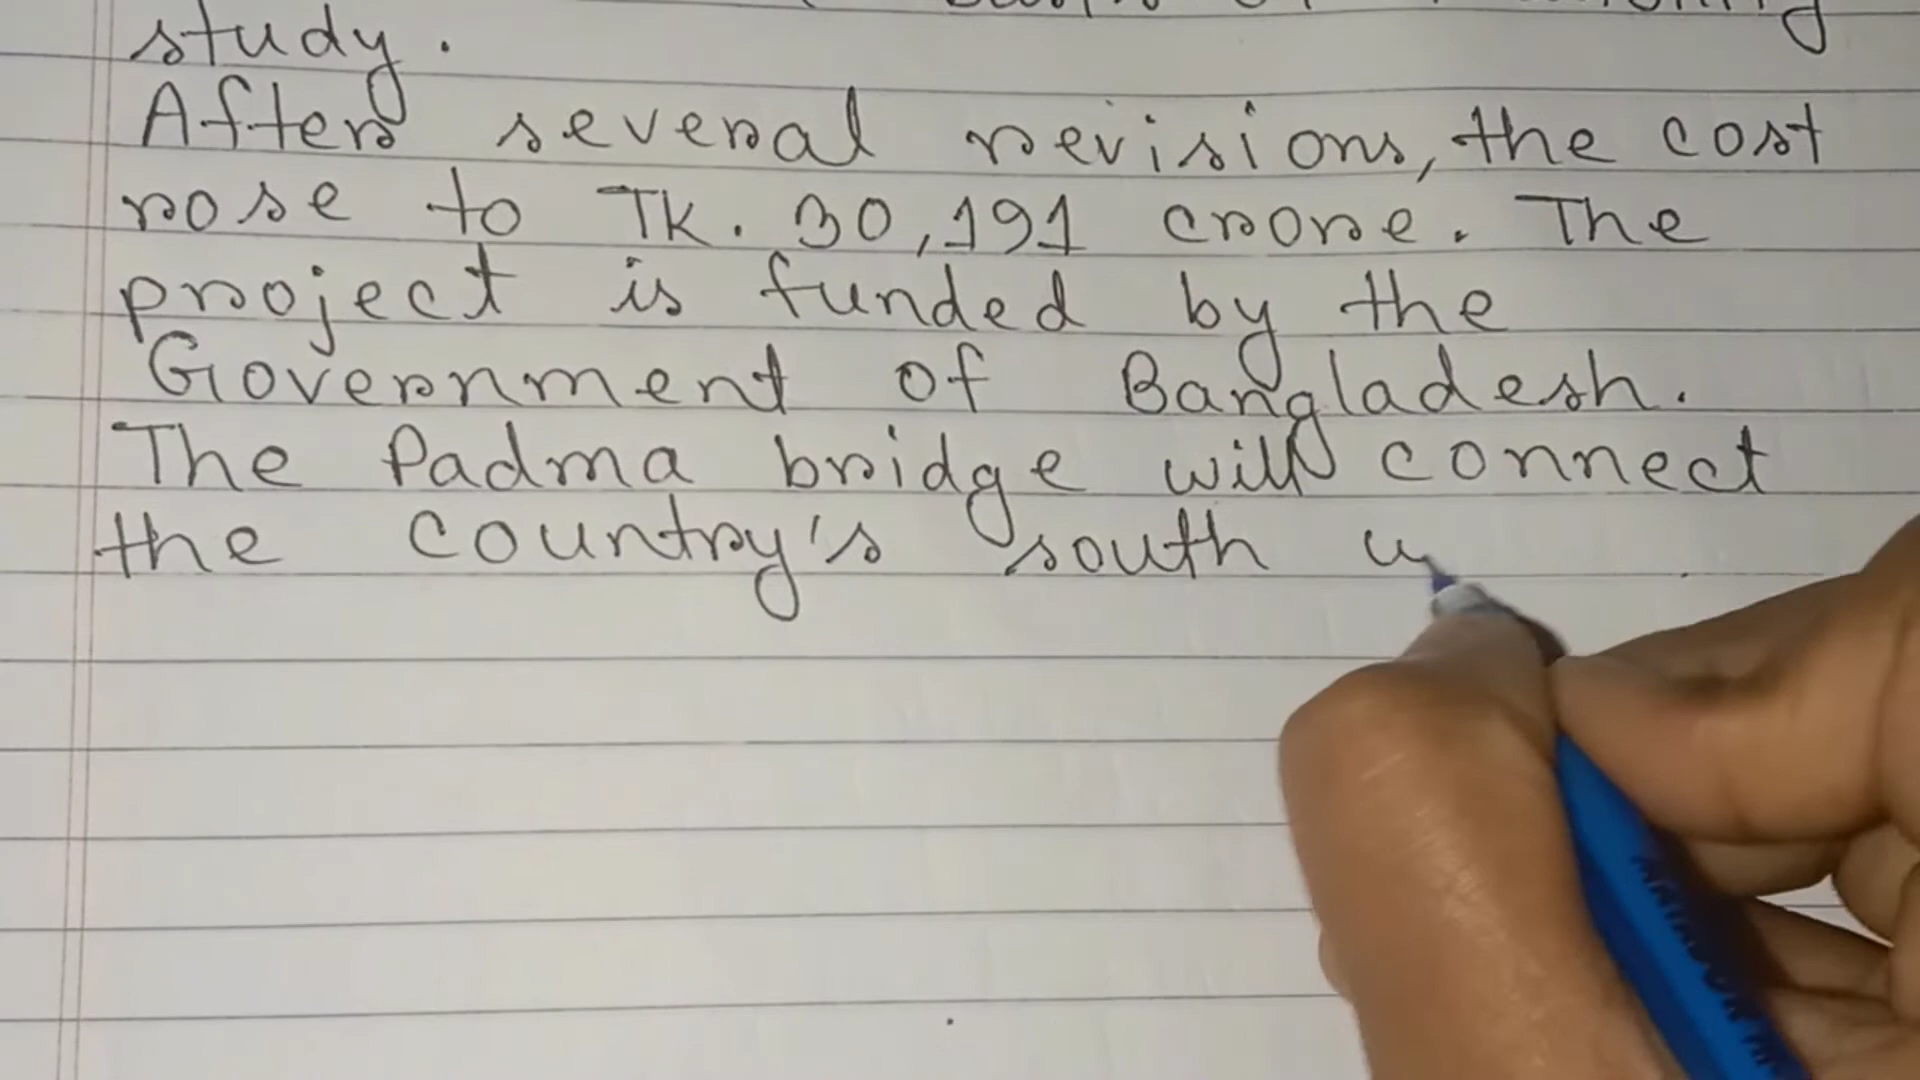 study.
After several revisions, the cost
rose to TK. 30,191 crore. The
project is funded by the
Government of Bangladesh.
The Padma bridge will connect
the country's south